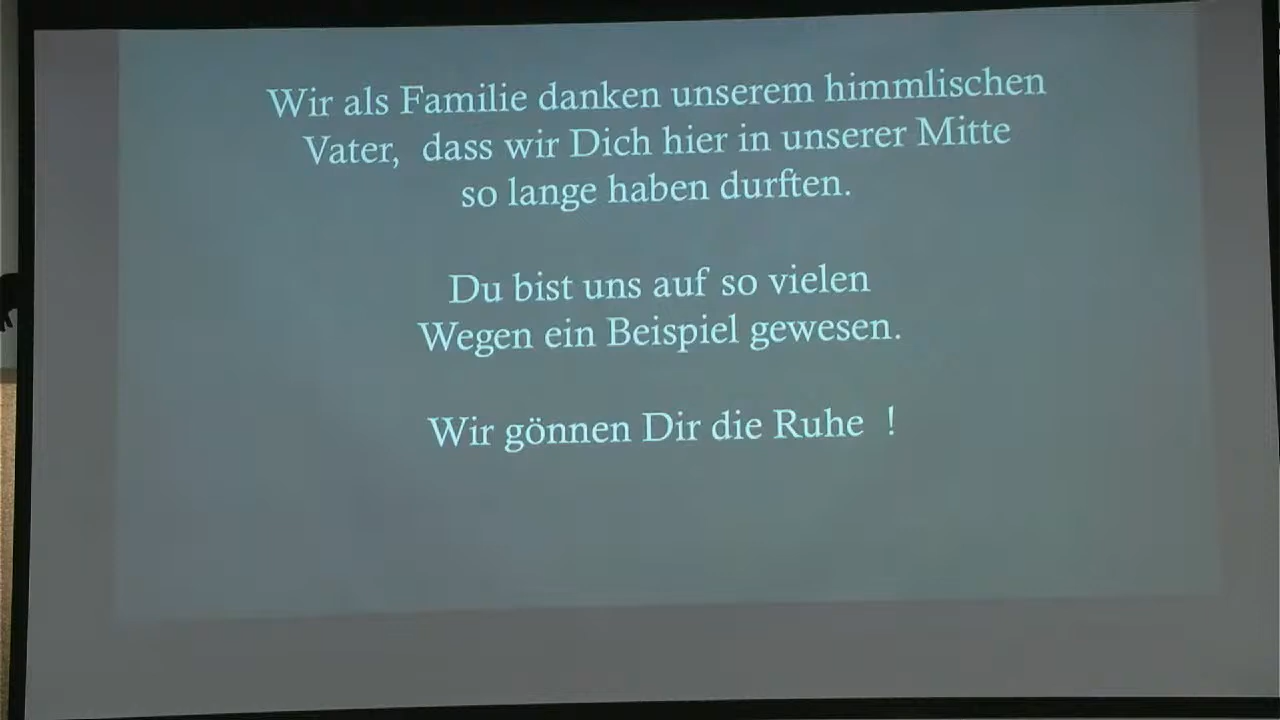 Wir als Familie danken unserem himmlischen
Vater, dass wir Dich hier in unserer Mitte
so lange haben durften.
Du bist uns auf so vielen
Wegen ein Beispiel gewesen.
Wir gönnen Dir die Ruhe !